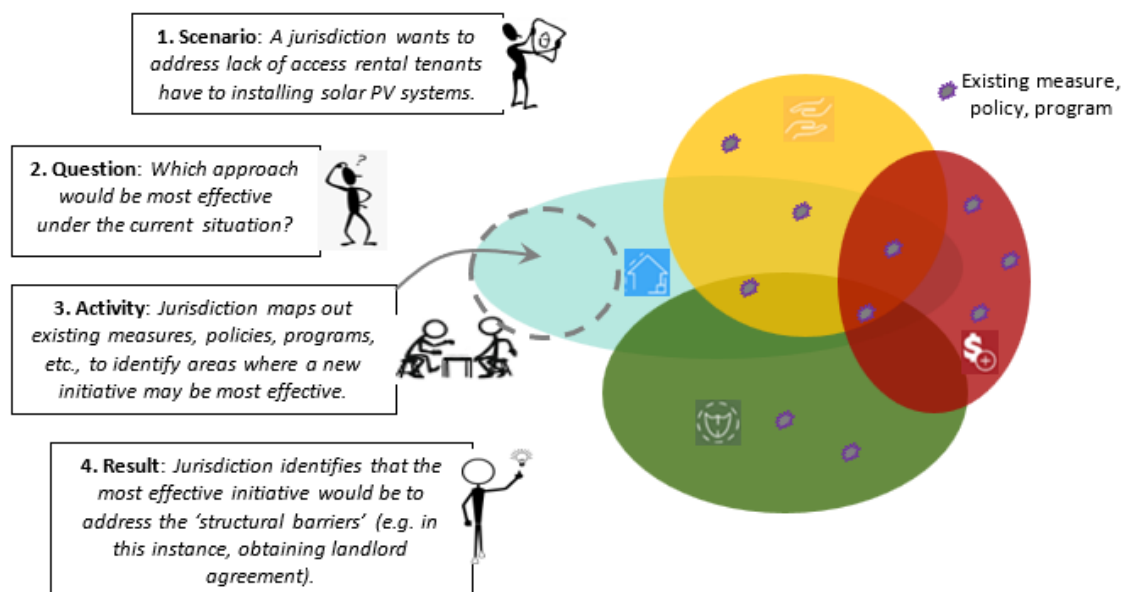 1. Scenario: A jurisdiction wants to
address lack of access rental tenants
have to installing solar PV systems.
Existing measure,
policy, program
2. Question: Which approach
would be most effective
under the current situation?
?
3. Activity: Jurisdiction maps out
existing measures, policies, programs,
etc., to identify areas where a new
initiative may be most effective.
$
4. Result: Jurisdiction identifies that the
most effective initiative would be to
address the ‘structural barriers’ (e.g. in
this instance, obtaining landlord
agreement).